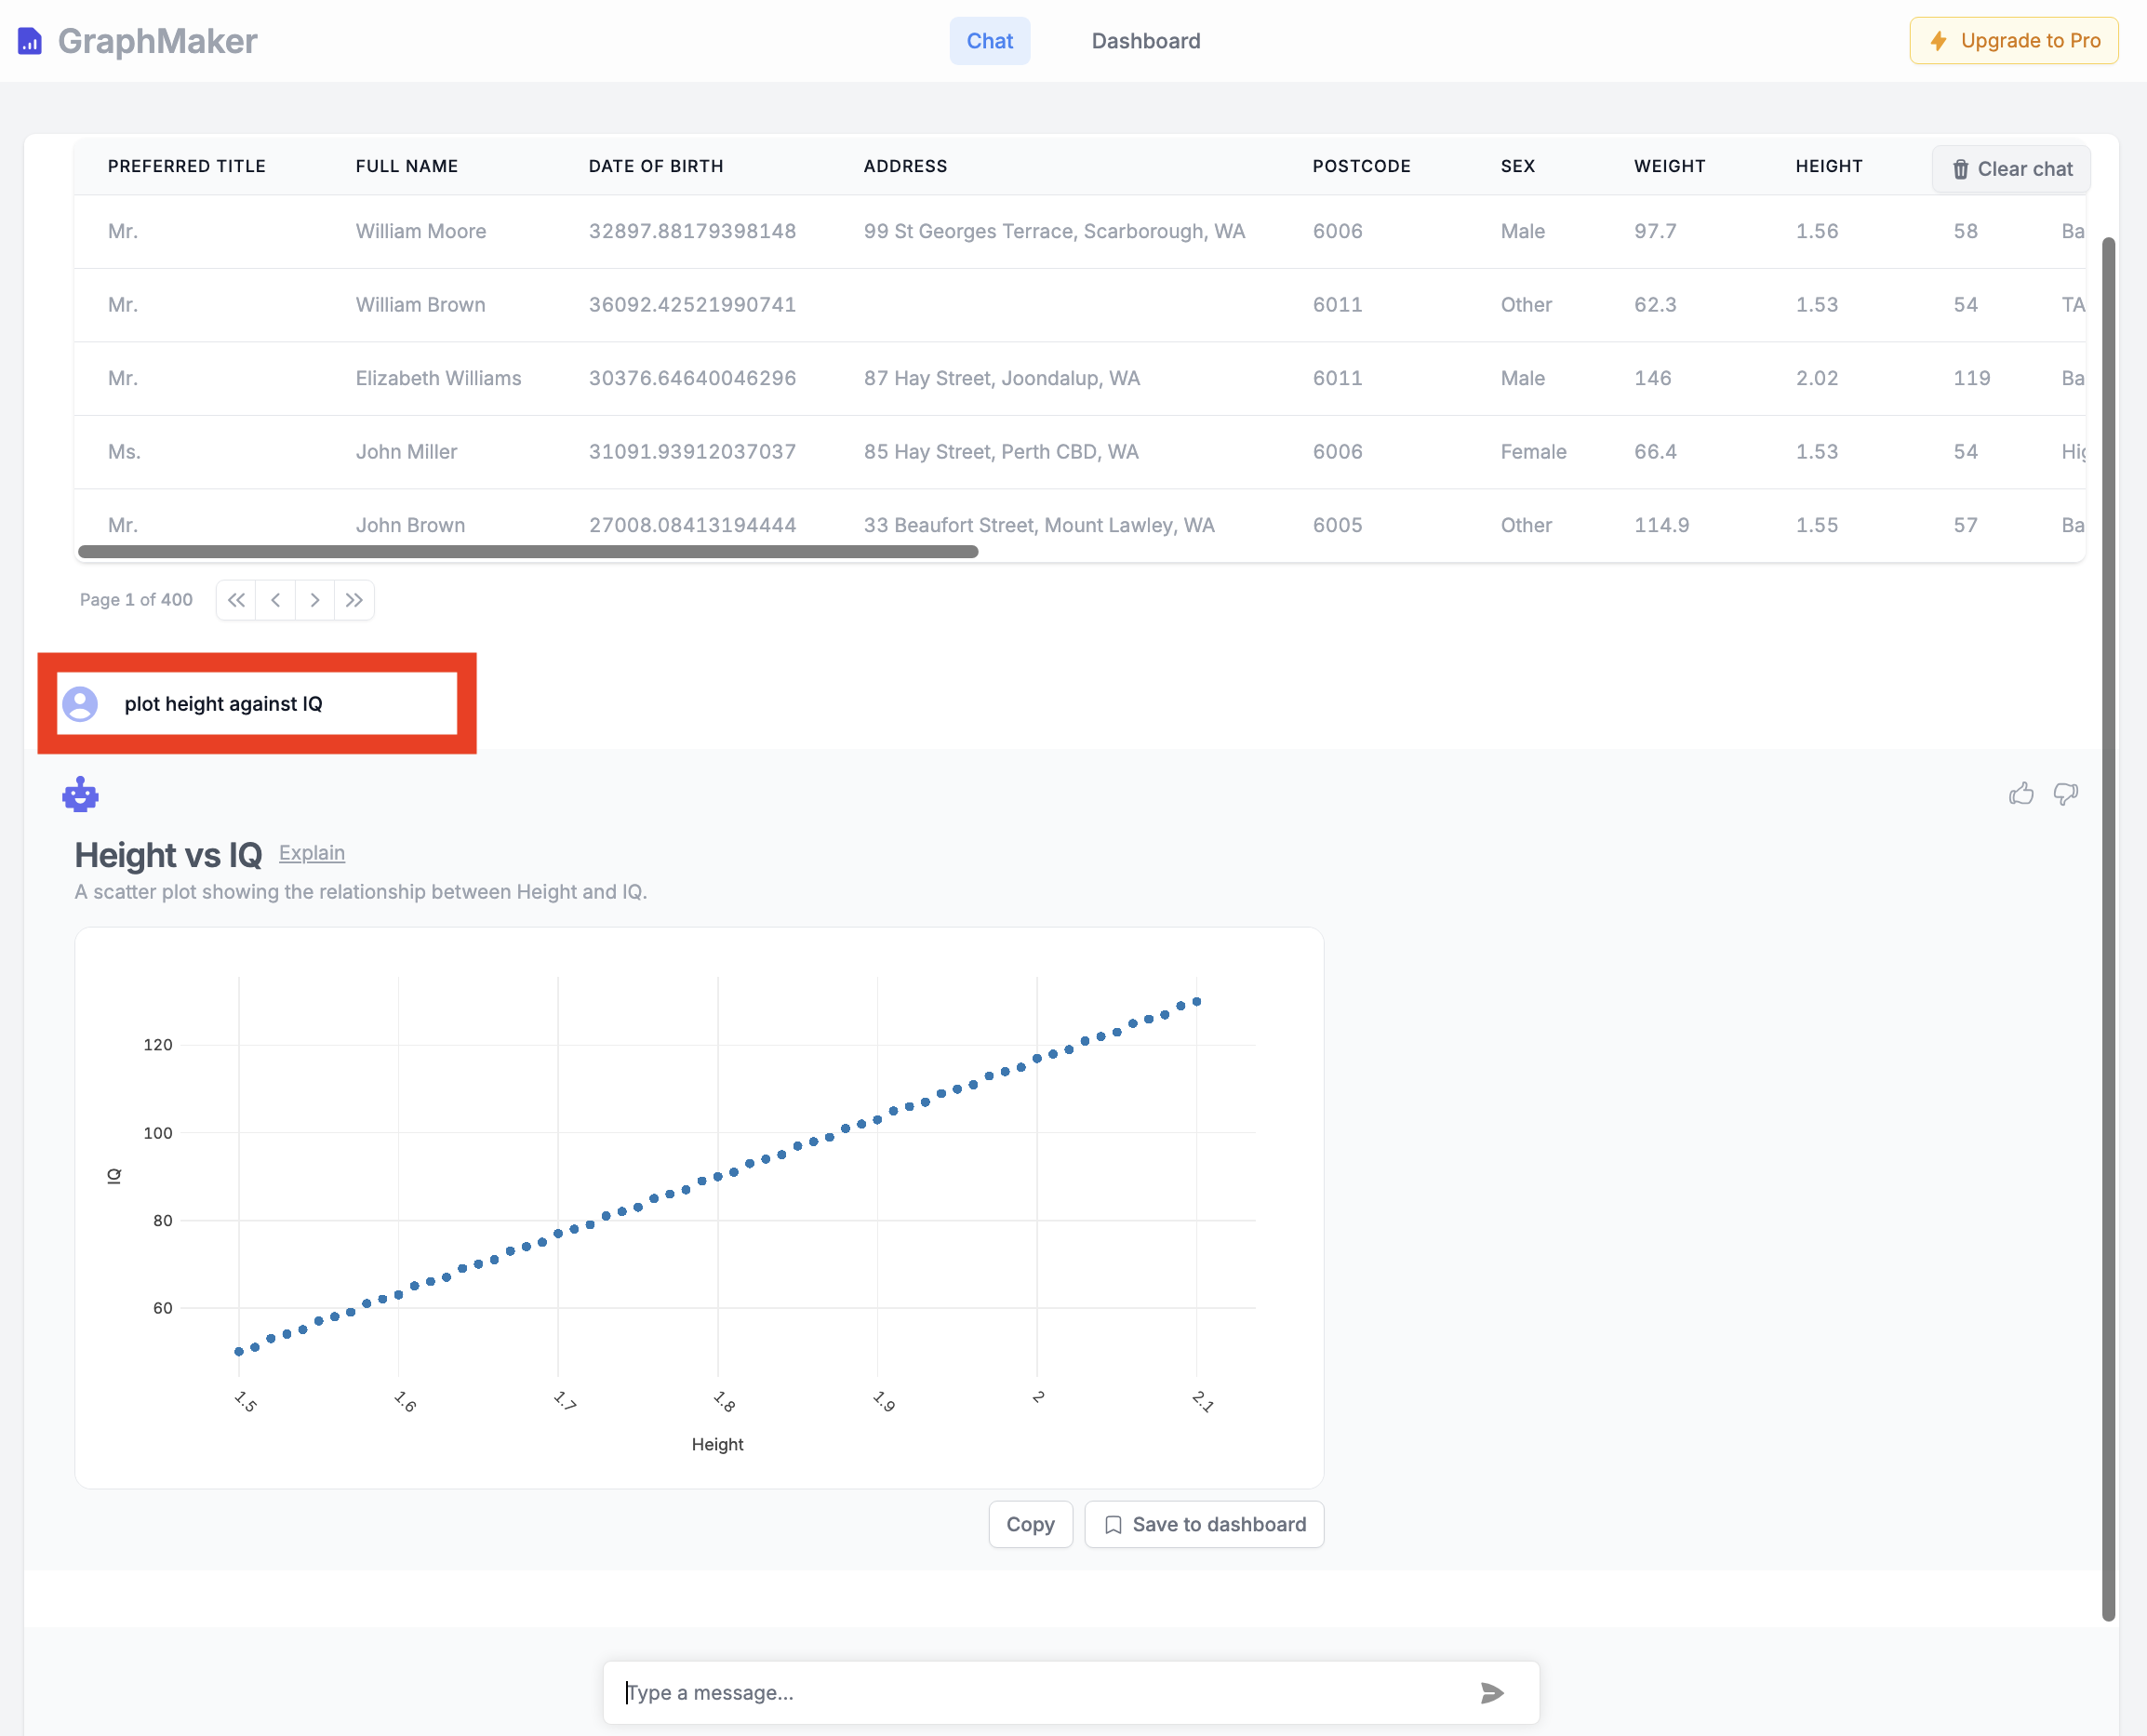 GraphMaker
Chat Dashboard
Upgrade to Pro
PREFERRED TITLE FULL NAME DATE OF BIRTH ADDRESS POSTCODE SEX WEIGHT HEIGHT
Clear chat
Mr. William Moore 32897.88179398148 99 St Georges Terrace, Scarborough, WA 6006 Male 97.7 1.56 58 Ba
Mr. William Brown 36092.42521990741 6011 Other 62.3 1.53 54 TA
Mr. Elizabeth Williams 30376.64640046296 87 Hay Street, Joondalup, WA 6011 Male 146 2.02 119 Ba
Ms. John Miller 31091.93912037037 85 Hay Street, Perth CBD, WA 6006 Female 66.4 1.53 54 Hig
Mr. John Brown 27008.08413194444 33 Beaufort Street, Mount Lawley, WA 6005 Other 114.9 1.55 57 Ba
Page 1 of 400
plot height against IQ
Height vs IQ Explain
A scatter plot showing the relationship between Height and IQ.
120
100
IQ
80
60
1.5 1.6 1.7 1.8 1.9 2 2.1
Height
Copy Save to dashboard
Type a message...